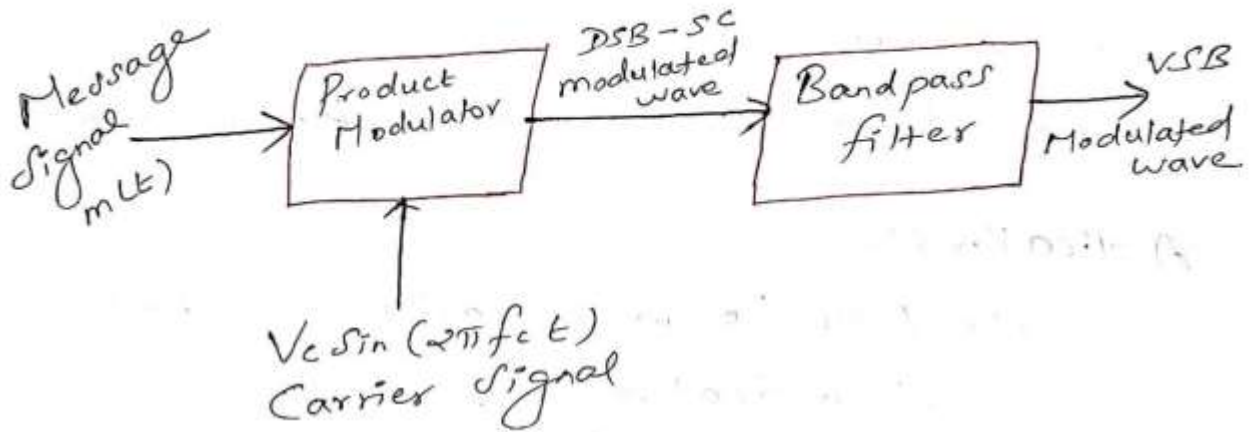 Message
Signal
m(t)
Product
Modulator
DSB-SC
modulated
wave
Bandpass
filter
VSB
Modulated
wave
Vc Sin (2πfc t)
Carrier Signal